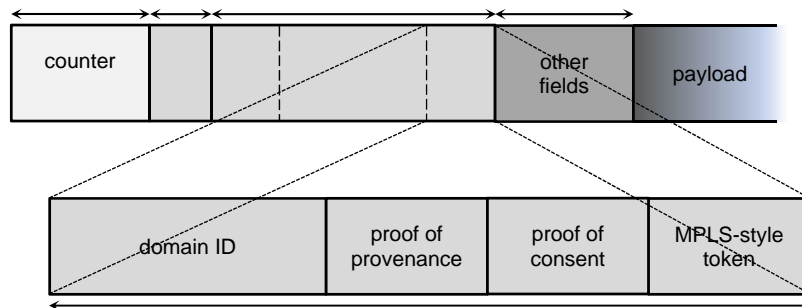 counter
other
fields
payload
domain ID
proof of
provenance
proof of
consent
MPLS-style
token